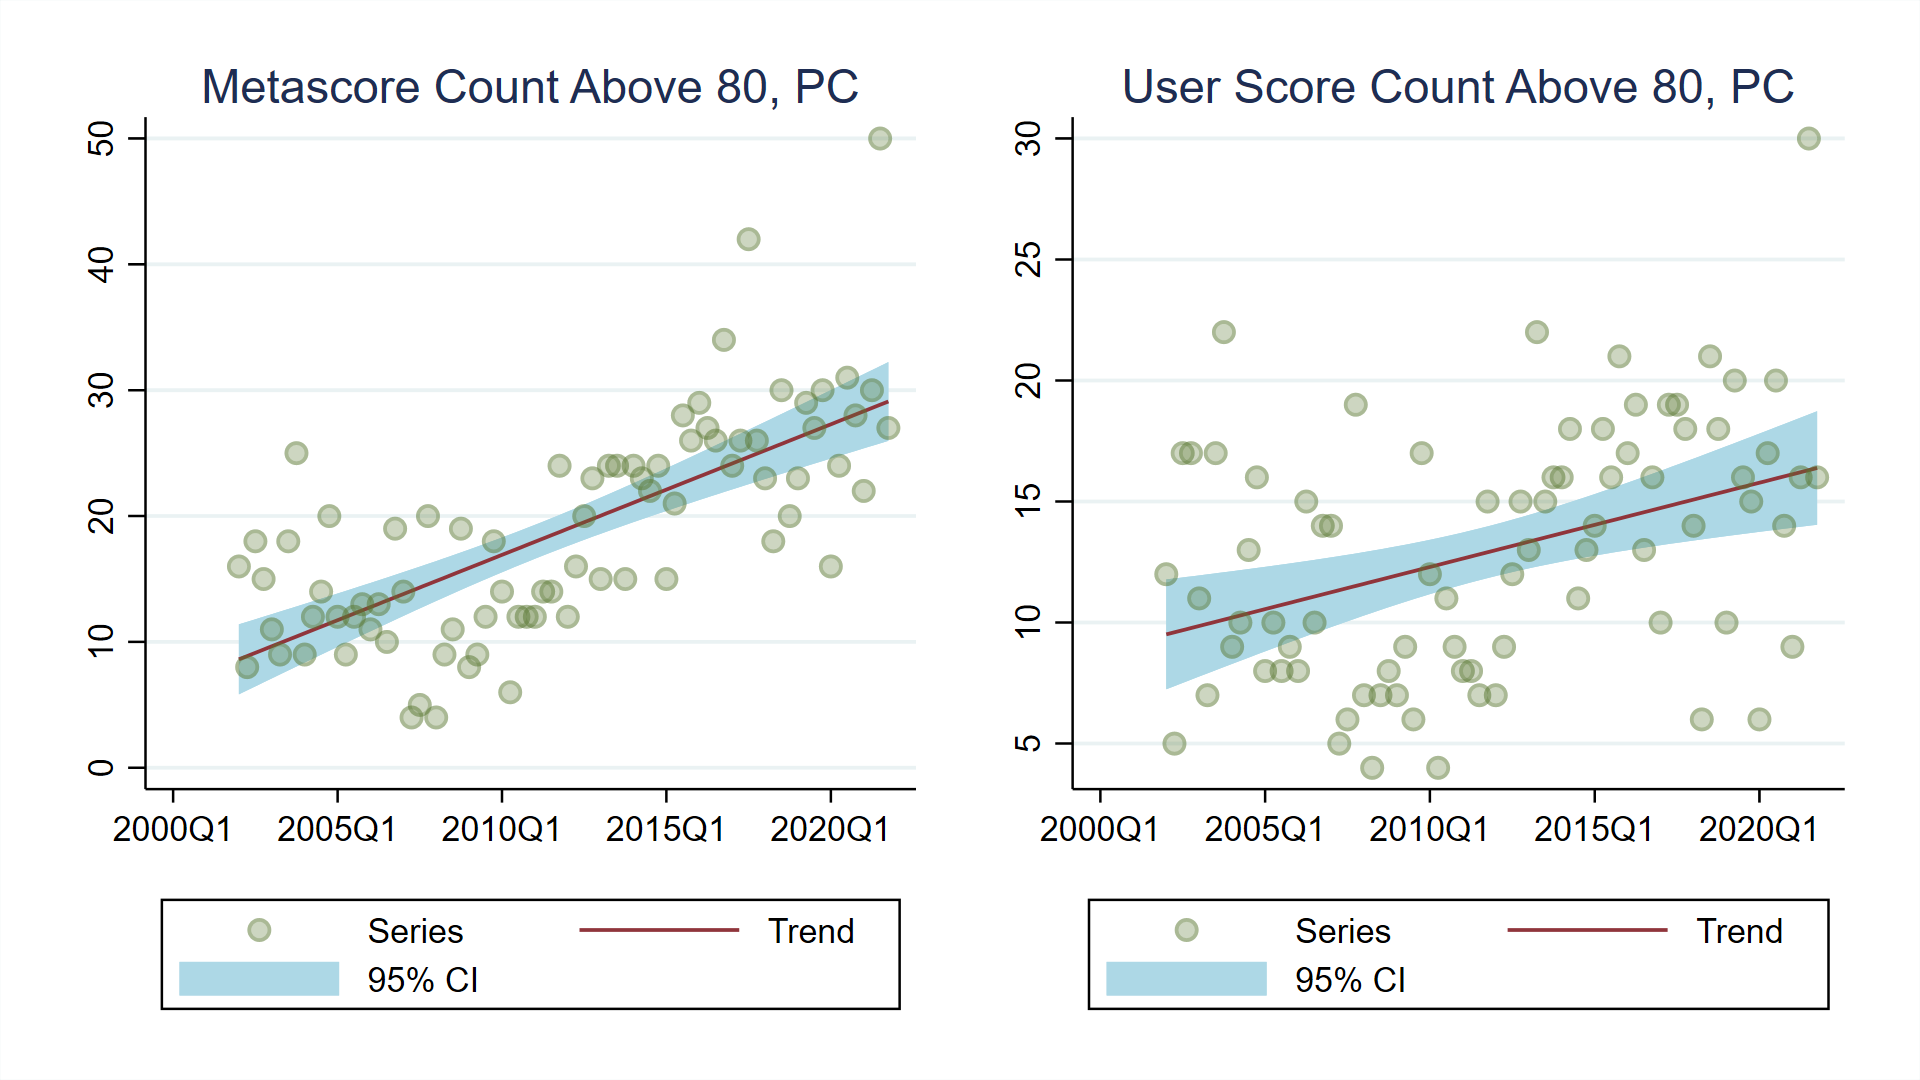 Metascore Count Above 80, PC
50
40
30
20
10
0
2000Q1 2005Q1 2010Q1 2015Q1 2020Q1
Series Trend
95% CI
User Score Count Above 80, PC
30
25
20
15
10
5
2000Q1 2005Q1 2010Q1 2015Q1 2020Q1
Series Trend
95% CI